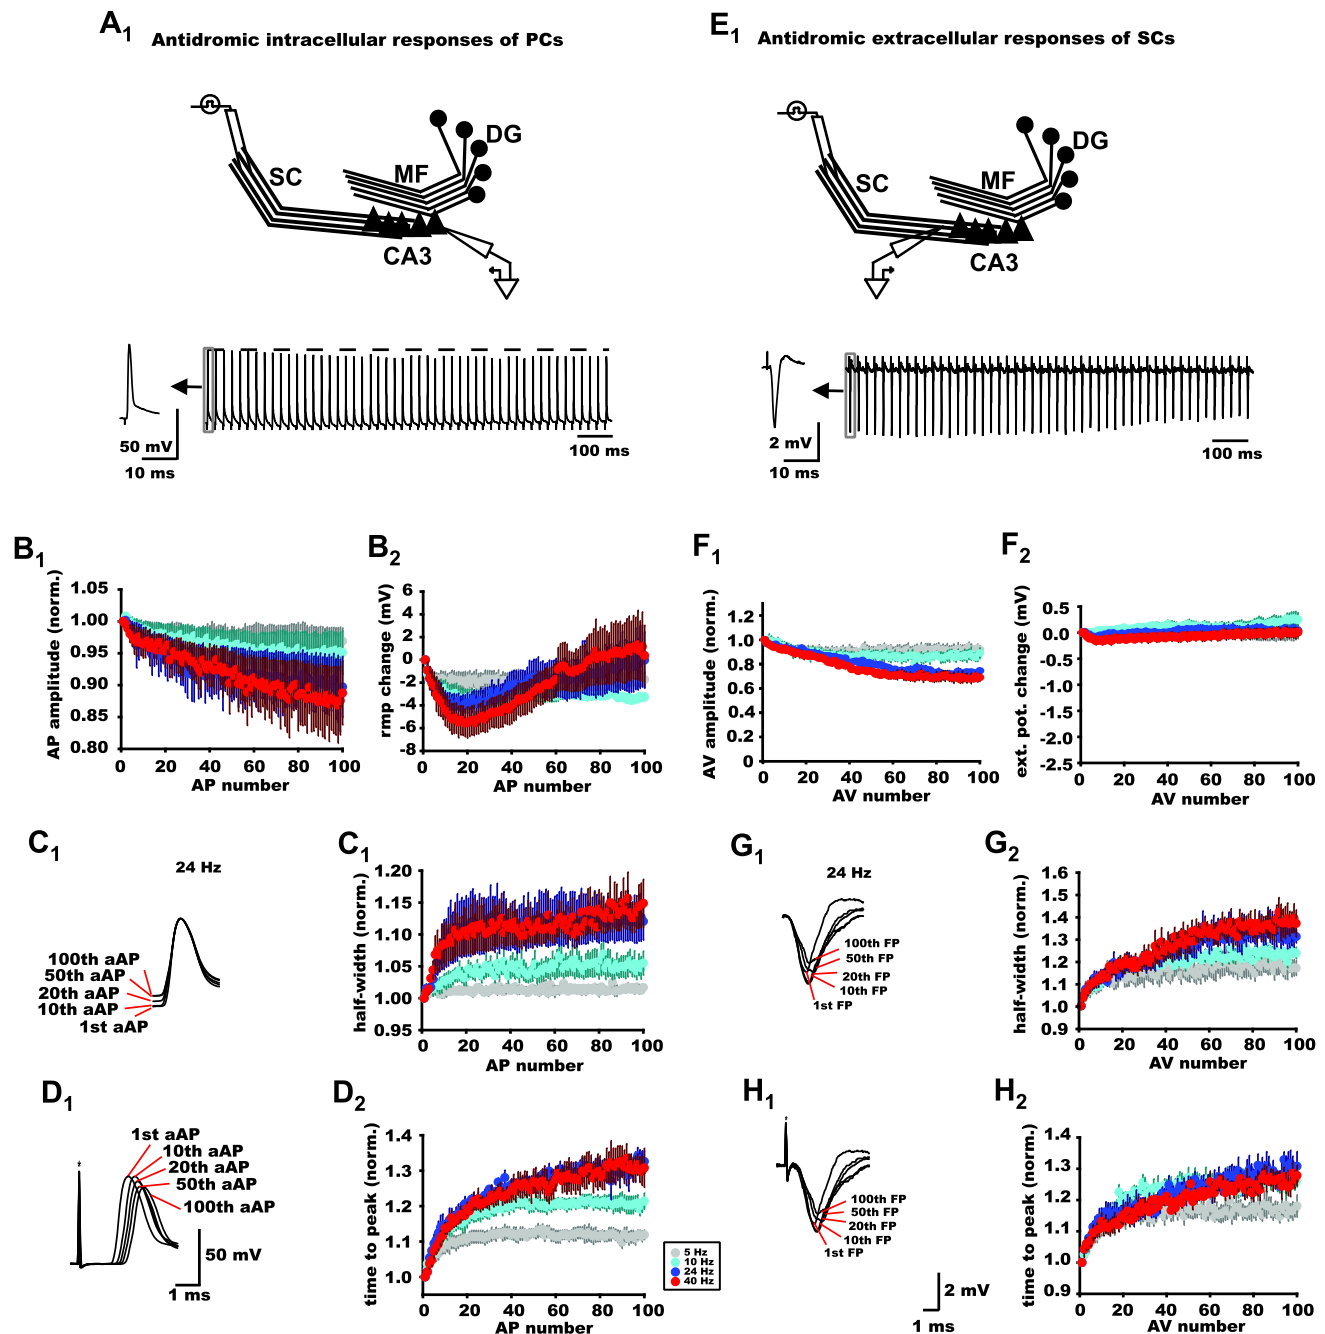 A1 Antidromic intracellular responses of PCs
SC
MF
DG
CA3
50 mV
10 ms
100 ms
E1 Antidromic extracellular responses of SCs
SC
MF
DG
CA3
2 mV
10 ms
100 ms
B1
AP amplitude (norm.)
1.05
1.00
0.95
0.90
0.85
0.80
0 20 40 60 80 100
AP number
B2
rmp change (mV)
6
4
2
0
-2
-4
-6
-8
0 20 40 60 80 100
AP number
F1
AV amplitude (norm.)
1.2
1.0
0.8
0.6
0.4
0.2
0
0 20 40 60 80 100
AV number
F2
ext. pot. change (mV)
0.5
0.0
-0.5
-1.0
-1.5
-2.0
-2.5
0 20 40 60 80 100
AV number
C1
24 Hz
100th aAP
50th aAP
20th aAP
10th aAP
1st aAP
C1
half-width (norm.)
1.20
1.15
1.10
1.05
1.00
0.95
0 20 40 60 80 100
AP number
G1
24 Hz
100th FP
50th FP
20th FP
10th FP
1st FP
G2
half-width (norm.)
1.6
1.5
1.4
1.3
1.2
1.1
1.0
0.9
0 20 40 60 80 100
AV number
D1
*
1st aAP
10th aAP
20th aAP
50th aAP
100th aAP
50 mV
1 ms
D2
time to peak (norm.)
1.4
1.3
1.2
1.1
1.0
0 20 40 60 80 100
AP number
5 Hz
10 Hz
24 Hz
40 Hz
H1
*
100th FP
50th FP
20th FP
10th FP
1st FP
2 mV
1 ms
H2
time to peak (norm.)
1.4
1.3
1.2
1.1
1.0
0.9
0 20 40 60 80 100
AV number